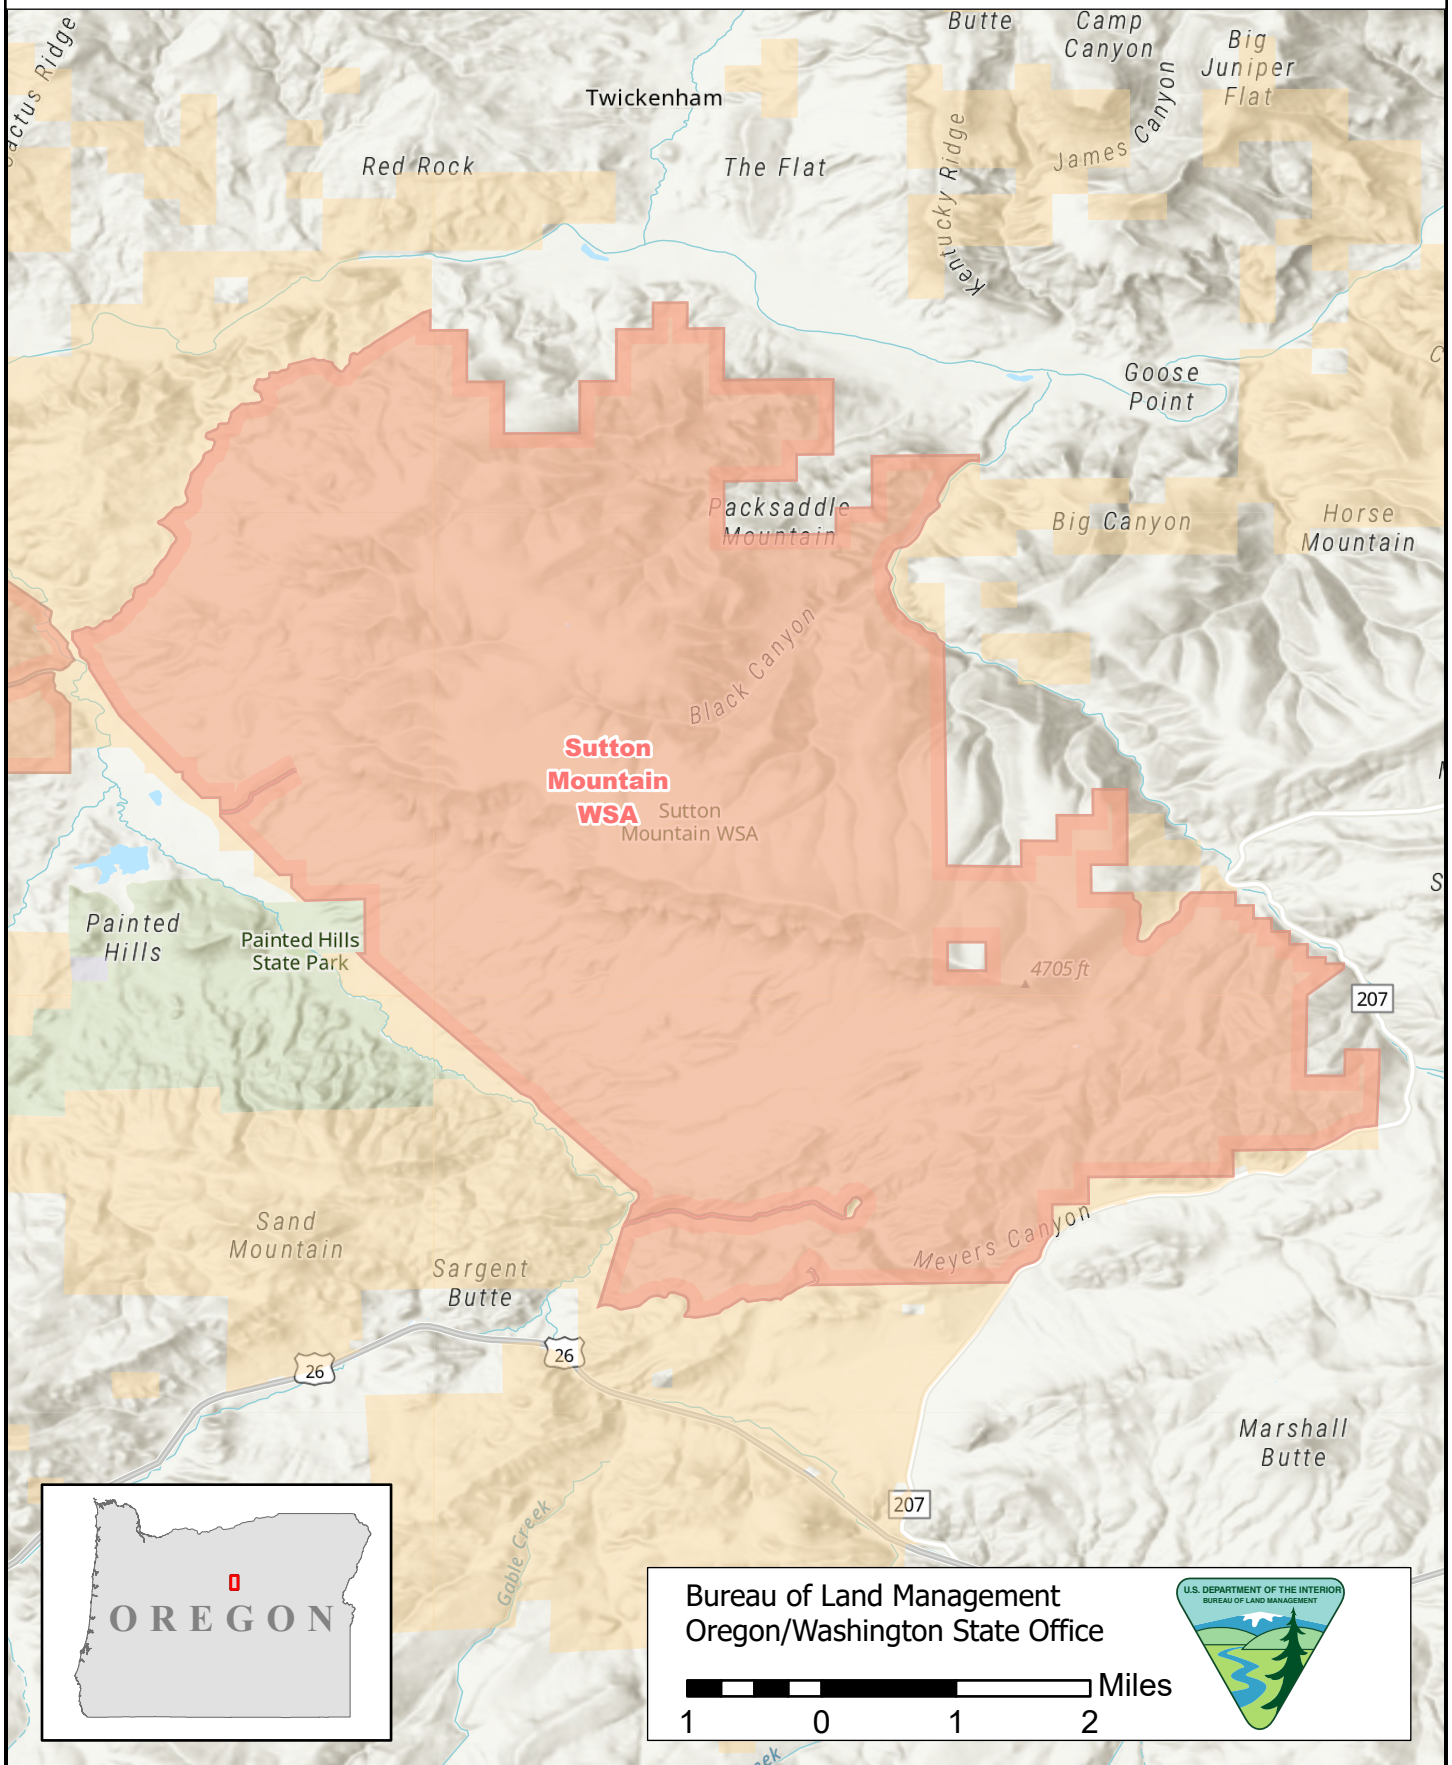 Butte
Camp
Canyon
Big
Juniper
Flat
Twickenham
Red Rock
The Flat
Kentucky Ridge
James Canyon
Goose
Point
Packsaddle
Mountain
Big Canyon
Horse
Mountain
Black Canyon
Sutton
Mountain
WSA
Sutton
Mountain WSA
Painted
Hills
Painted Hills
State Park
4705 ft
207
Sand
Mountain
Sargent
Butte
Meyers Canyon
26
26
Marshall
Butte
207
Gable Creek
OREGON
Bureau of Land Management
Oregon/Washington State Office
Miles
1 0 1 2
U.S. DEPARTMENT OF THE INTERIOR
BUREAU OF LAND MANAGEMENT